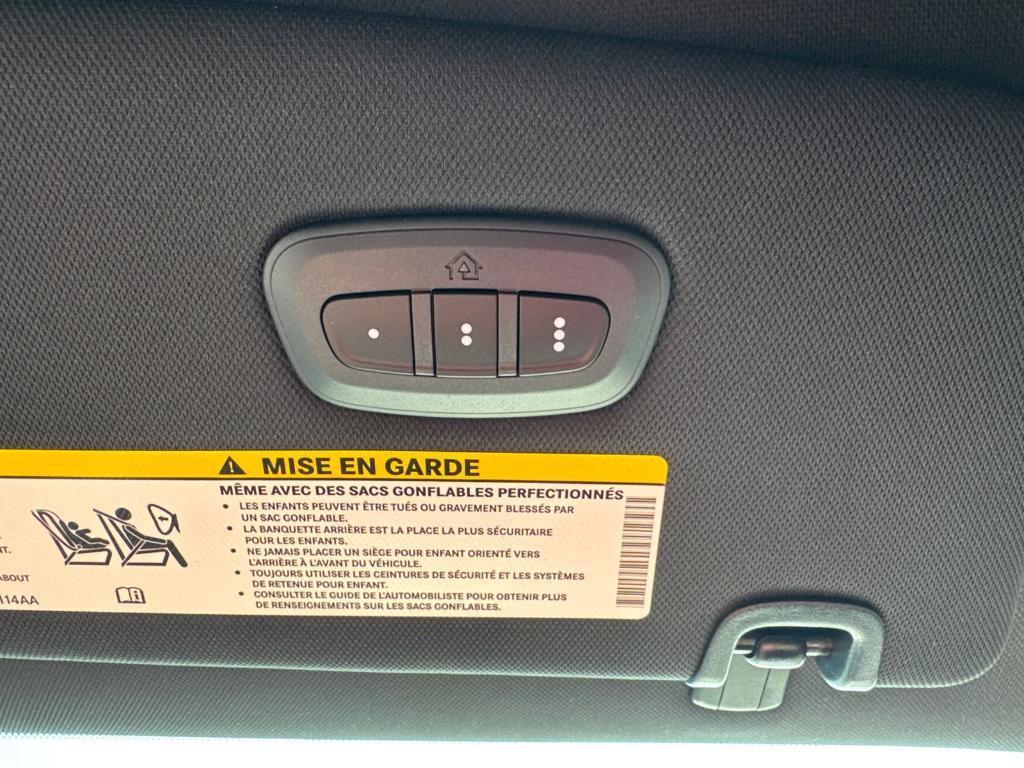 MISE EN GARDE
MÊME AVEC DES SACS GONFLABLES PERFECTIONNÉS
• LES ENFANTS PEUVENT ÊTRE TUÉS OU GRAVEMENT BLESSÉS PAR
UN SAC GONFLABLE.
• LA BANQUETTE ARRIÈRE EST LA PLACE LA PLUS SÉCURITAIRE
POUR LES ENFANTS.
• NE JAMAIS PLACER UN SIÈGE POUR ENFANT ORIENTÉ VERS
L'ARRIÈRE À L'AVANT DU VÉHICULE.
• TOUJOURS UTILISER LES CEINTURES DE SÉCURITÉ ET LES SYSTÈMES
DE RETENUE POUR ENFANT.
• CONSULTER LE GUIDE DE L'AUTOMOBILISTE POUR OBTENIR PLUS
DE RENSEIGNEMENTS SUR LES SACS GONFLABLES.
NT.
ABOUT
114AA